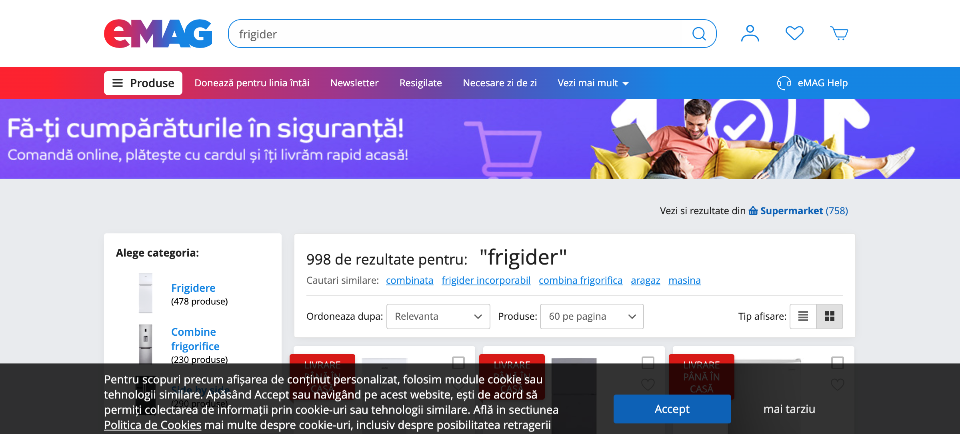 eMAG
frigider
Produse
Donează pentru linia întâi
Newsletter
Resigilate
Necesare zi de zi
Vezi mai mult
eMAG Help
Fă-ți cumpărăturile în siguranță!
Comandă online, plătește cu cardul și îți livrăm rapid acasă!
Vezi si rezultate din Supermarket (758)
Alege categoria:
Frigidere
(478 produse)
Combine
frigorifice
(230 produse)
998 de rezultate pentru: "frigider"
Cautari similare: combinata frigider incorporabil combina frigorifica aragaz masina
Ordoneaza dupa: Relevanta
Produse: 60 pe pagina
Tip afisare:
LIVRARE
PÂNĂ ÎN
CASĂ
LIVRARE
PÂNĂ ÎN
CASĂ
LIVRARE
PÂNĂ ÎN
CASĂ
Pentru scopuri precum afișarea de conținut personalizat, folosim module cookie sau
tehnologii similare. Apăsând Accept sau navigând pe acest website, ești de acord să
permiți colectarea de informații prin cookie-uri sau tehnologii similare. Află in sectiunea
Politica de Cookies mai multe despre cookie-uri, inclusiv despre posibilitatea retragerii
Accept
mai tarziu